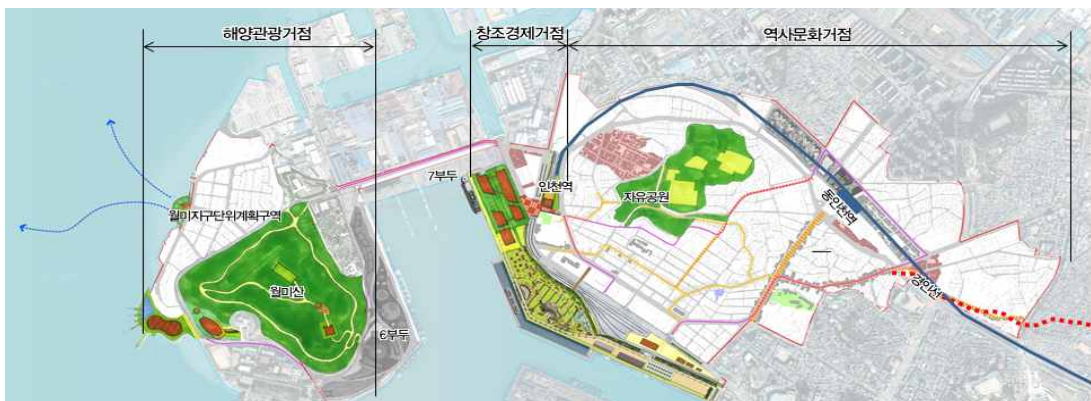 해양관광거점
창조경제거점
역사문화거점
7부두
인천역
자유공원
동인천역
월미지구단위계획구역
월미산
경인선
6부두